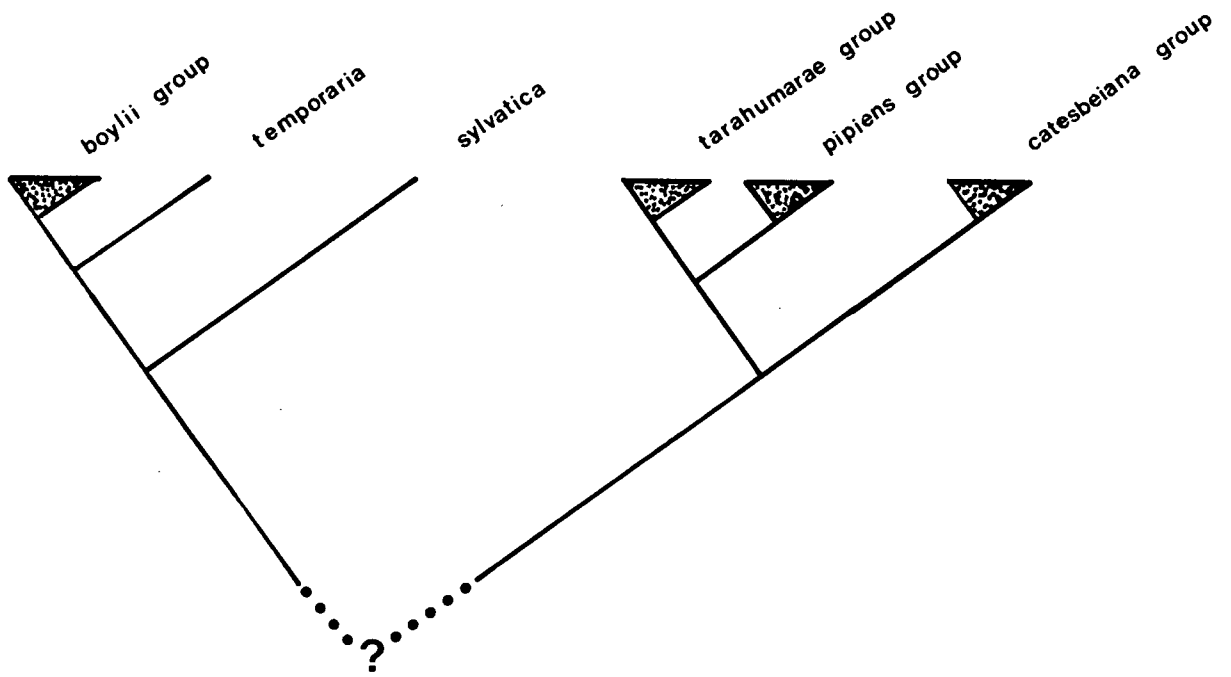 boylii group
temporaria
sylvatica
tarahumarae group
pipiens group
catesbeiana group
?